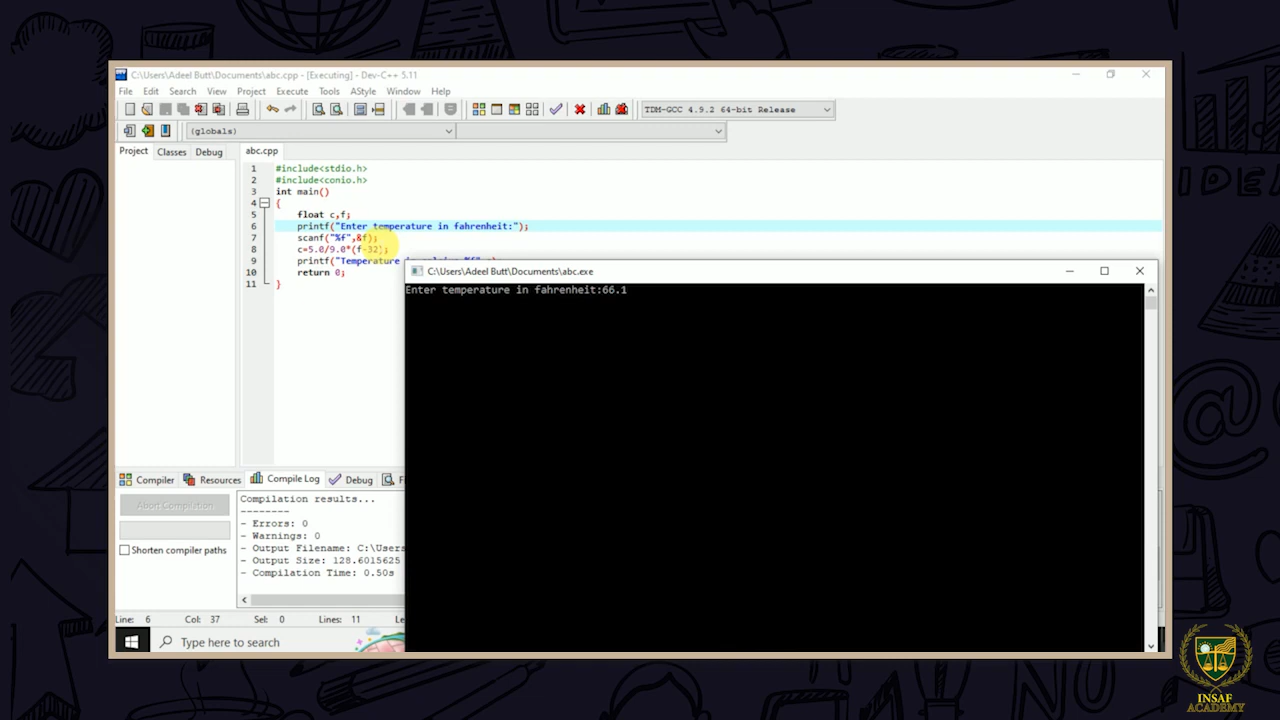 C:\Users\Adeel Butt\Documents\abc.cpp - [Executing] - Dev-C++ 5.11
File Edit Search View Project Execute Tools AStyle Window Help
TDM-GCC 4.9.2 64-bit Release
(globals)
Project Classes Debug
abc.cpp
1 #include<stdio.h>
2 #include<conio.h>
3 int main()
4 {
5 float c,f;
6 printf("Enter temperature in fahrenheit:");
7 scanf("%f",&f);
8 c=5.0/9.0*(f-32);
9 printf("Temperature
10 return 0;
11 }
C:\Users\Adeel Butt\Documents\abc.exe
Enter temperature in fahrenheit:66.1
Compiler Resources Compile Log Debug
Abort Compilation
Shorten compiler paths
Compilation results...
--------
- Errors: 0
- Warnings: 0
- Output Filename: C:\Users
- Output Size: 128.6015625
- Compilation Time: 0.50s
Line: 6 Col: 37 Sel: 0 Lines: 11
Type here to search
INSAF
ACADEMY